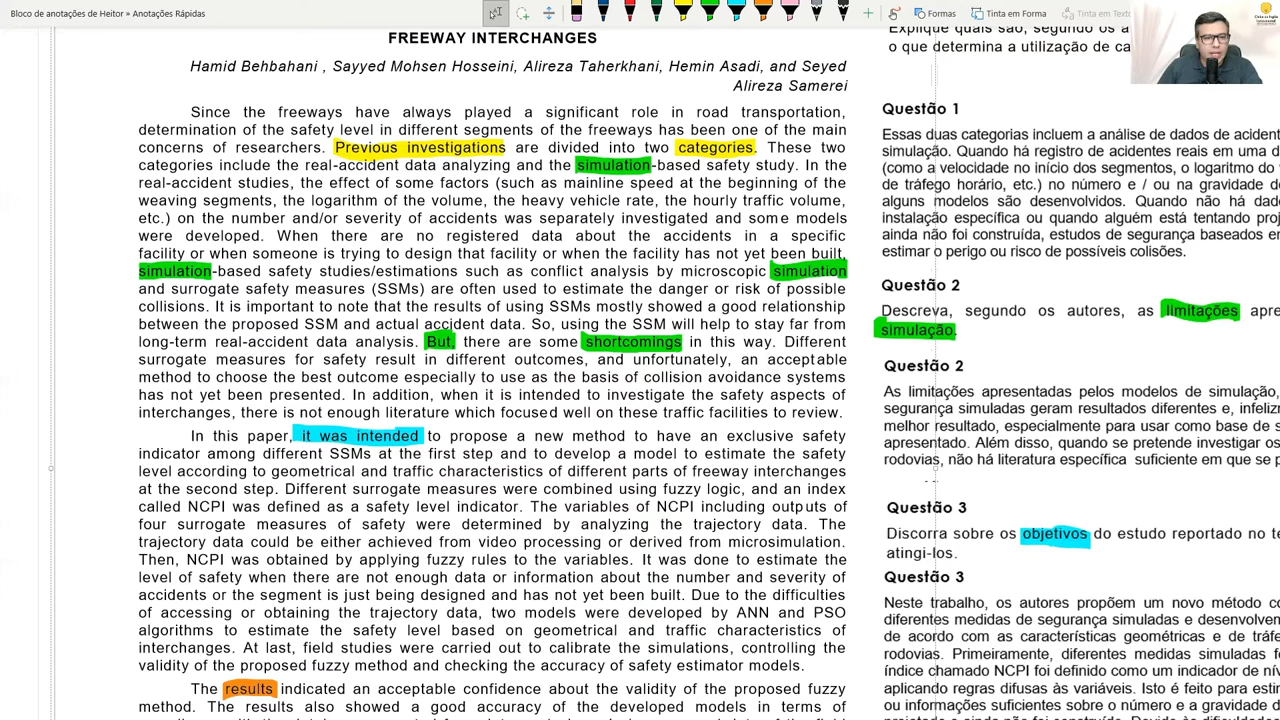 Bloco de anotações de Heitor » Anotações Rápidas
Formas
Tinta em Forma
Tinta em Texto
FREEWAY INTERCHANGES
Hamid Behbahani , Sayyed Mohsen Hosseini, Alireza Taherkhani, Hemin Asadi, and Seyed
Alireza Samerei
Since the freeways have always played a significant role in road transportation,
determination of the safety level in different segments of the freeways has been one of the main
concerns of researchers. Previous investigations are divided into two categories. These two
categories include the real-accident data analyzing and the simulation-based safety study. In the
real-accident studies, the effect of some factors (such as mainline speed at the beginning of the
weaving segments, the logarithm of the volume, the heavy vehicle rate, the hourly traffic volume,
etc.) on the number and/or severity of accidents was separately investigated and some models
were developed. When there are no registered data about the accidents in a specific
facility or when someone is trying to design that facility or when the facility has not yet been built,
simulation-based safety studies/estimations such as conflict analysis by microscopic simulation
and surrogate safety measures (SSMs) are often used to estimate the danger or risk of possible
collisions. It is important to note that the results of using SSMs mostly showed a good relationship
between the proposed SSM and actual accident data. So, using the SSM will help to stay far from
long-term real-accident data analysis. But, there are some shortcomings in this way. Different
surrogate measures for safety result in different outcomes, and unfortunately, an acceptable
method to choose the best outcome especially to use as the basis of collision avoidance systems
has not yet been presented. In addition, when it is intended to investigate the safety aspects of
interchanges, there is not enough literature which focused well on these traffic facilities to review.
In this paper, it was intended to propose a new method to have an exclusive safety
indicator among different SSMs at the first step and to develop a model to estimate the safety
level according to geometrical and traffic characteristics of different parts of freeway interchanges
at the second step. Different surrogate measures were combined using fuzzy logic, and an index
called NCPI was defined as a safety level indicator. The variables of NCPI including outputs of
four surrogate measures of safety were determined by analyzing the trajectory data. The
trajectory data could be either achieved from video processing or derived from microsimulation.
Then, NCPI was obtained by applying fuzzy rules to the variables. It was done to estimate the
level of safety when there are not enough data or information about the number and severity of
accidents or the segment is just being designed and has not yet been built. Due to the difficulties
of accessing or obtaining the trajectory data, two models were developed by ANN and PSO
algorithms to estimate the safety level based on geometrical and traffic characteristics of
interchanges. At last, field studies were carried out to calibrate the simulations, controlling the
validity of the proposed fuzzy method and checking the accuracy of safety estimator models.
The results indicated an acceptable confidence about the validity of the proposed fuzzy
method. The results also showed a good accuracy of the developed models in terms of
Explique quais são, segundo os a
o que determina a utilização de ca
Questão 1
Essas duas categorias incluem a análise de dados de acident
simulação. Quando há registro de acidentes reais em uma d
(como a velocidade no início dos segmentos, o logaritmo do
de tráfego horário, etc.) no número e / ou na gravidade d
alguns modelos são desenvolvidos. Quando não há dad
instalação específica ou quando alguém está tentando pro
ainda não foi construída, estudos de segurança baseados e
estimar o perigo ou risco de possíveis colisões.
Questão 2
Descreva, segundo os autores, as limitações apre
simulação.
Questão 2
As limitações apresentadas pelos modelos de simulação,
segurança simuladas geram resultados diferentes e, infeliz
melhor resultado, especialmente para usar como base de s
apresentado. Além disso, quando se pretende investigar os
rodovias, não há literatura específica suficiente em que se p
Questão 3
Discorra sobre os objetivos do estudo reportado no te
atingi-los.
Questão 3
Neste trabalho, os autores propõem um novo método co
diferentes medidas de segurança simuladas e desenvolvem
de acordo com as características geométricas e de tráfe
rodovias. Primeiramente, diferentes medidas simuladas fo
índice chamado NCPI foi definido como um indicador de nív
aplicando regras difusas às variáveis. Isto é feito para estim
ou informações suficientes sobre o número e a gravidade d